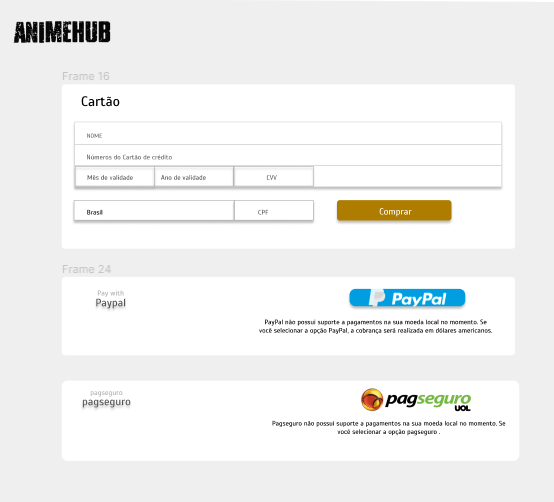 ANIMEHUB
Frame 16
Cartão
NOME
Números do Cartão de crédito
Mês de validade Ano de validade CVV
Brasil CPF Comprar
Frame 24
Pay with
Paypal
PayPal
PayPal não possui suporte a pagamentos na sua moeda local no momento. Se
você selecionar a opção PayPal, a cobrança será realizada em dólares americanos.
pagseguro
pagseguro
pagseguro
UOL
Pagseguro não possui suporte a pagamentos na sua moeda local no momento. Se
você selecionar a opção pagseguro .